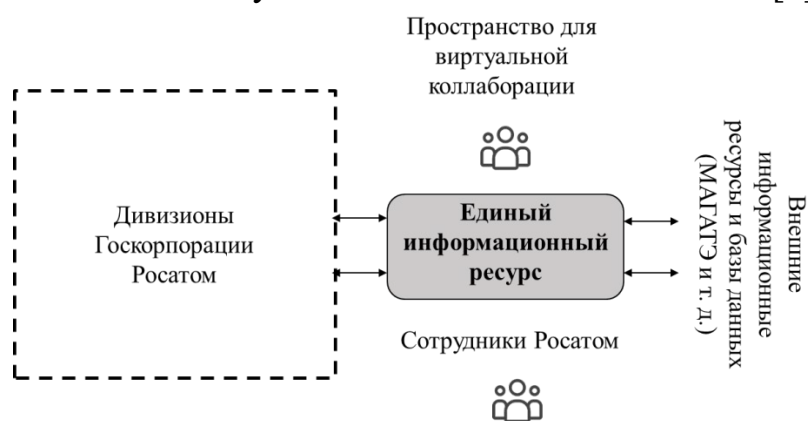 Пространство для
виртуальной
коллаборации
Дивизионы
Госкорпорации
Росатом
Единый
информационный
ресурс
Внешние
информационные
ресурсы и базы данных
(МАГАТЭ и т. д.)
Сотрудники Росатом